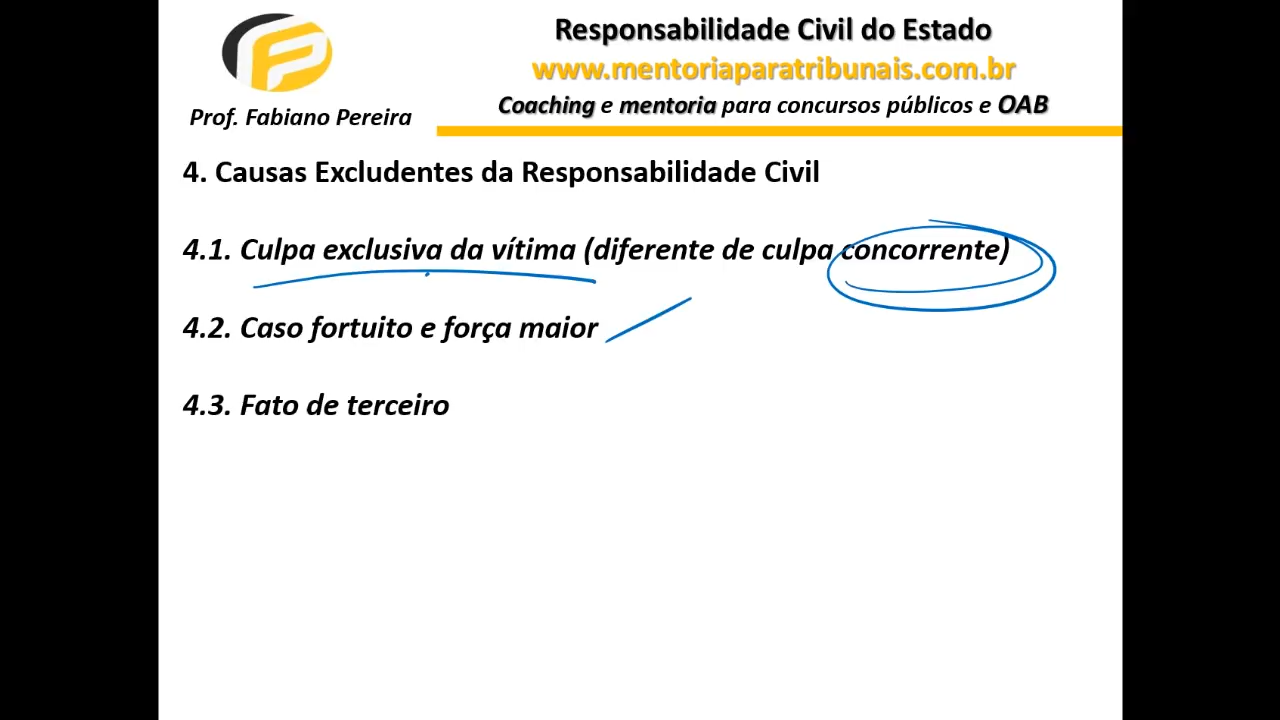 Responsabilidade Civil do Estado
www.mentoriaparatribunais.com.br
Coaching e mentoria para concursos públicos e OAB
Prof. Fabiano Pereira
4. Causas Excludentes da Responsabilidade Civil
4.1. Culpa exclusiva da vítima (diferente de culpa concorrente)
4.2. Caso fortuito e força maior
4.3. Fato de terceiro